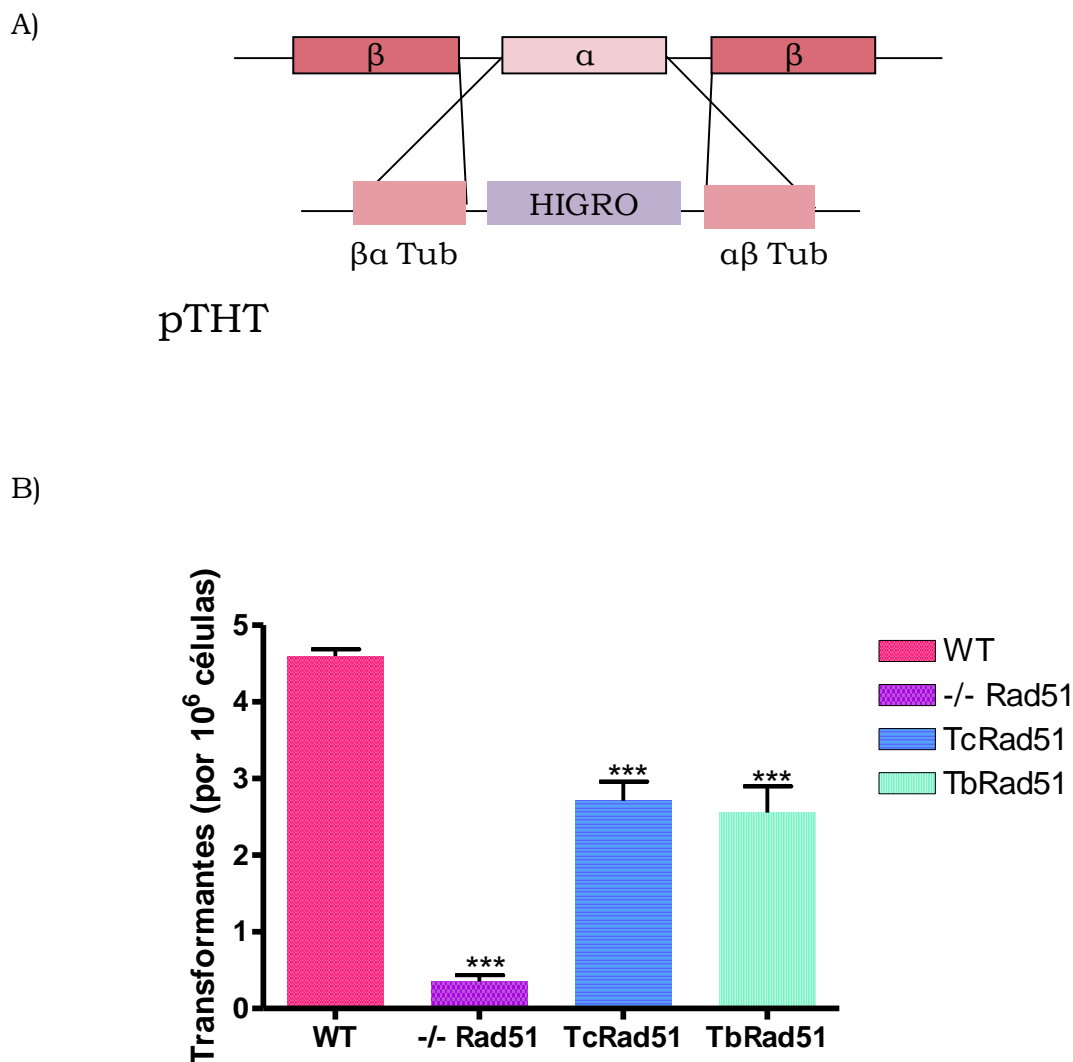 A)
β α β
HIGRO
βα Tub αβ Tub
pTHT
B)
Transformantes (por 10⁶ células)
5
4
3
2
1
0
***
***
***
WT -/- Rad51 TcRad51 TbRad51
WT
-/- Rad51
TcRad51
TbRad51